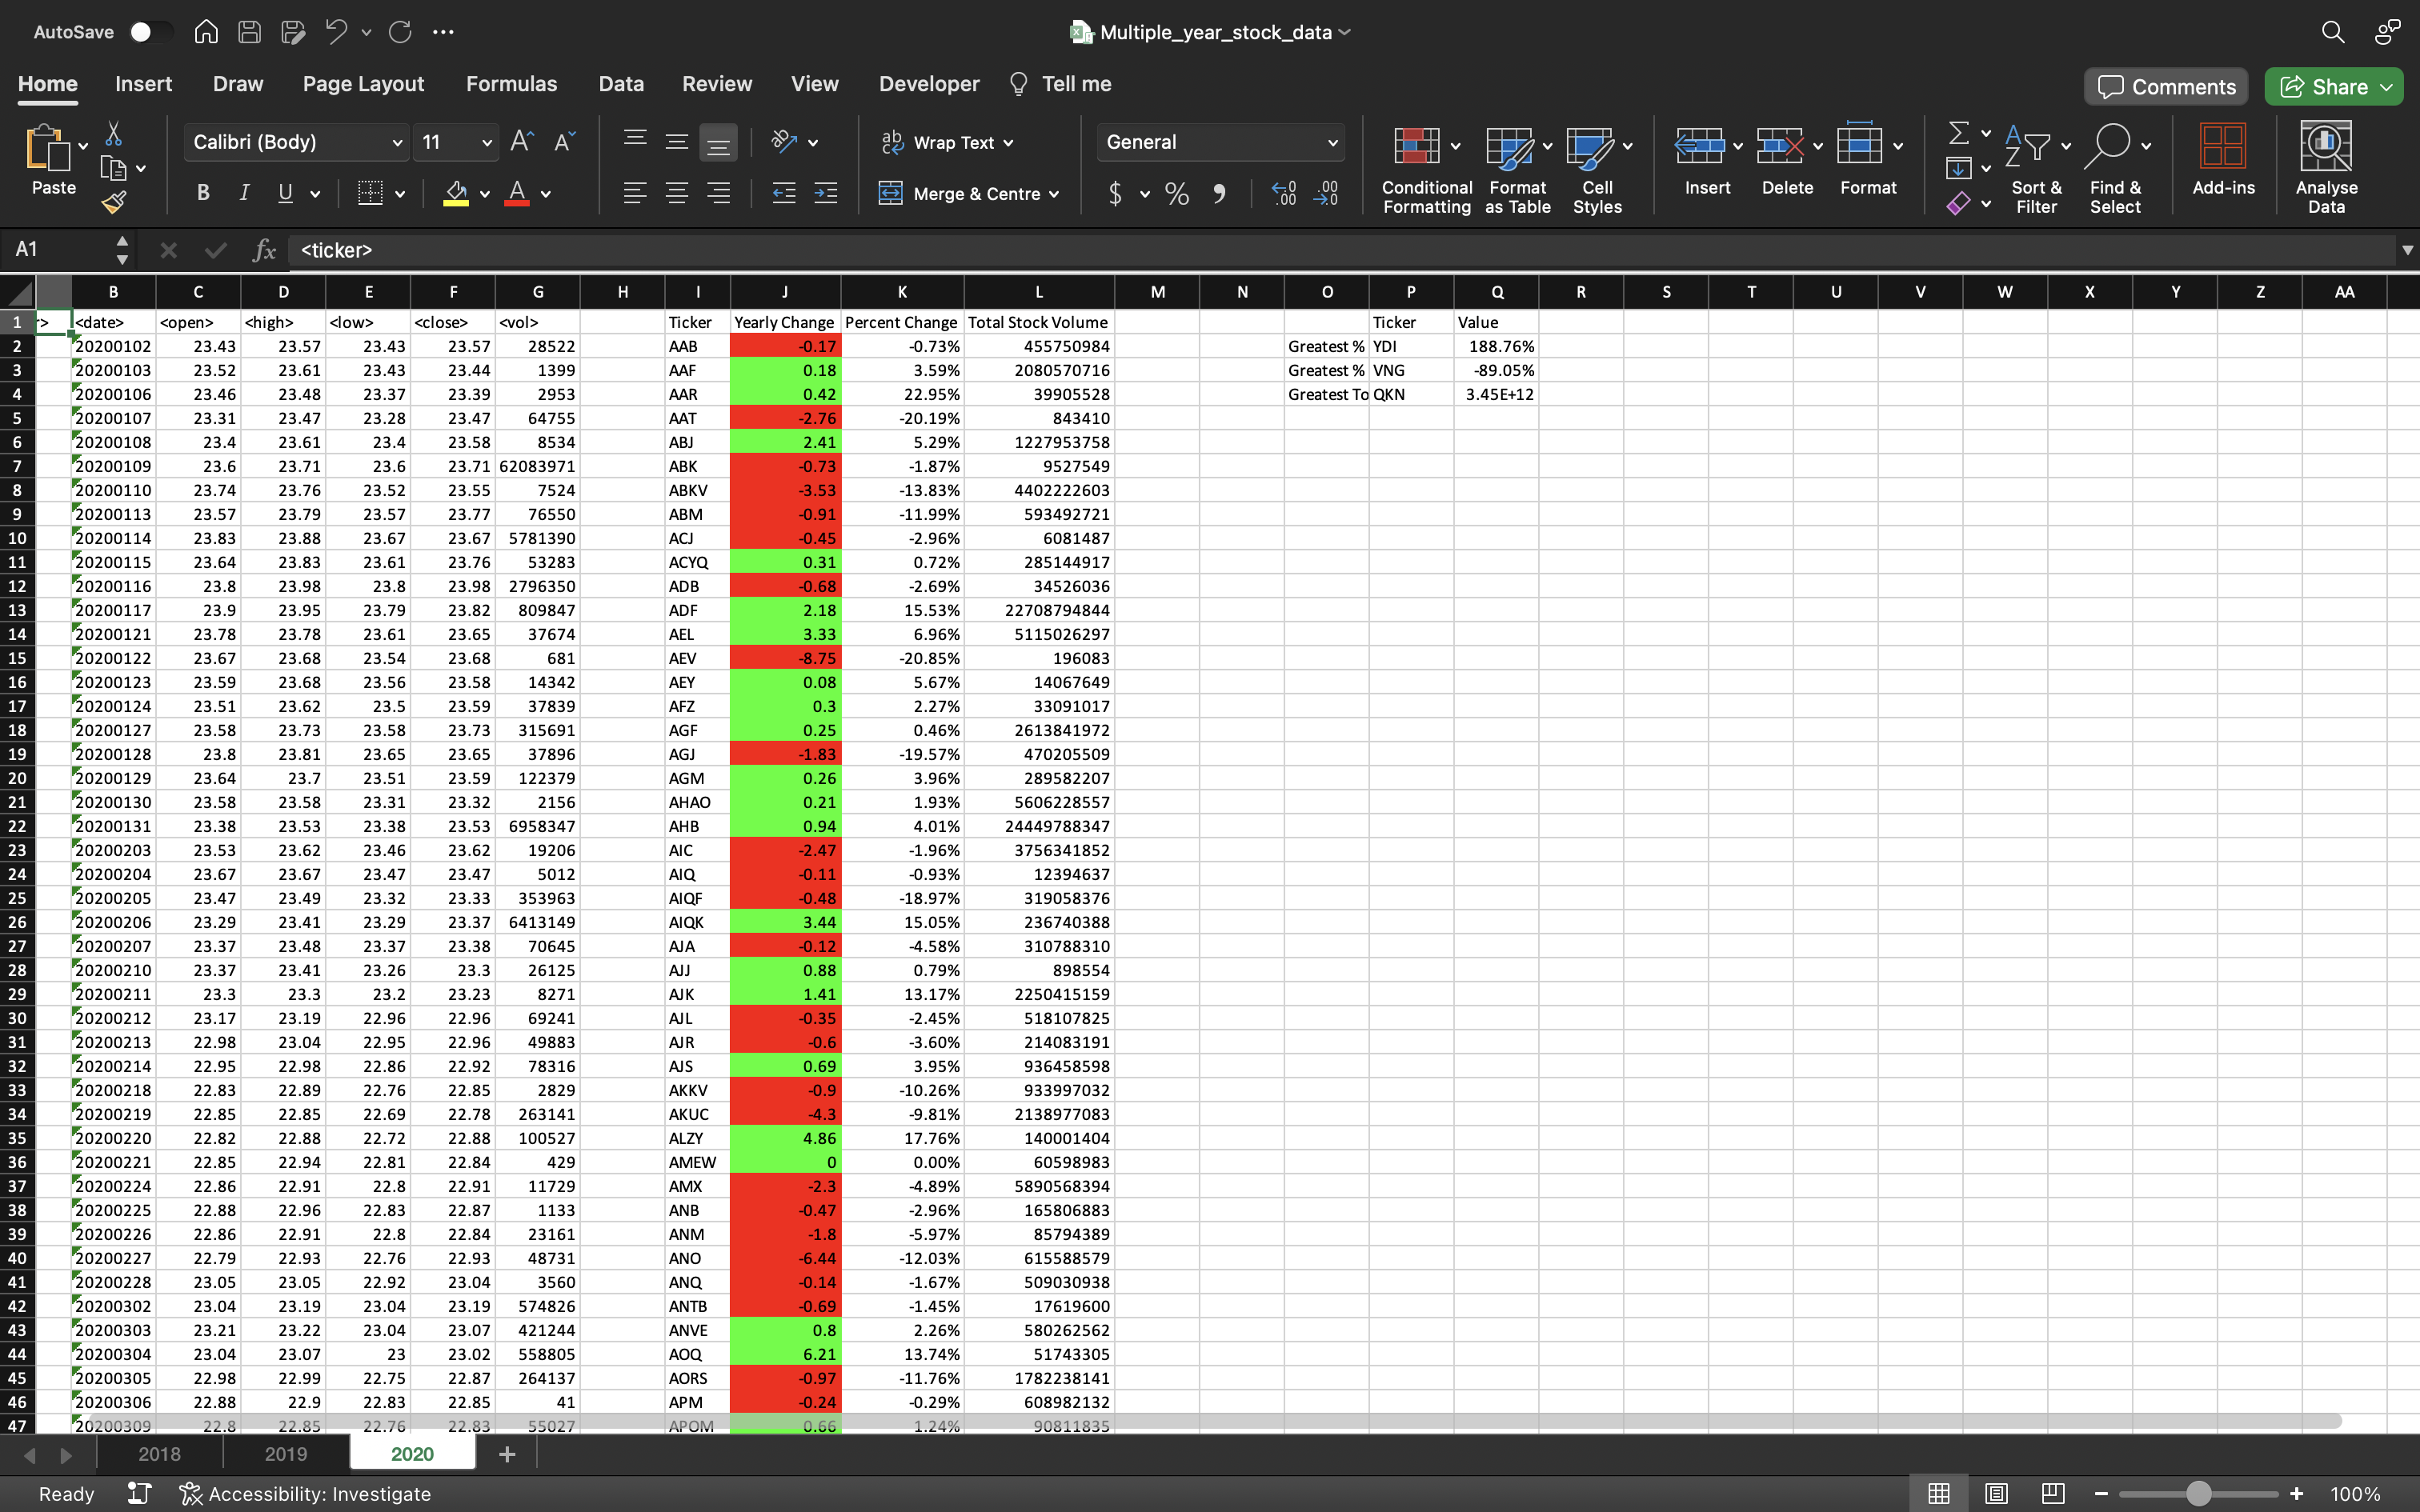 AutoSave Multiple_year_stock_data
Home Insert Draw Page Layout Formulas Data Review View Developer Tell me Comments Share
Paste Calibri (Body) 11 Wrap Text General Conditional Formatting Format as Table Cell Styles Insert Delete Format Sort & Filter Find & Select Add-ins Analyse Data
B I U Merge & Centre $ %
A1 fx <ticker>
B C D E F G H I J K L M N O P Q R S T U V W X Y Z AA
1 r> <date> <open> <high> <low> <close> <vol> Ticker Yearly Change Percent Change Total Stock Volume Ticker Value
2 20200102 23.43 23.57 23.43 23.57 28522 AAB -0.17 -0.73% 455750984 Greatest % YDI 188.76%
3 20200103 23.52 23.61 23.43 23.44 1399 AAF 0.18 3.59% 2080570716 Greatest % VNG -89.05%
4 20200106 23.46 23.48 23.37 23.39 2953 AAR 0.42 22.95% 39905528 Greatest To QKN 3.45E+12
5 20200107 23.31 23.47 23.28 23.47 64755 AAT -2.76 -20.19% 843410
6 20200108 23.4 23.61 23.4 23.58 8534 ABJ 2.41 5.29% 1227953758
7 20200109 23.6 23.71 23.6 23.71 62083971 ABK -0.73 -1.87% 9527549
8 20200110 23.74 23.76 23.52 23.55 7524 ABKV -3.53 -13.83% 4402222603
9 20200113 23.57 23.79 23.57 23.77 76550 ABM -0.91 -11.99% 593492721
10 20200114 23.83 23.88 23.67 23.67 5781390 ACJ -0.45 -2.96% 6081487
11 20200115 23.64 23.83 23.61 23.76 53283 ACYQ 0.31 0.72% 285144917
12 20200116 23.8 23.98 23.8 23.98 2796350 ADB -0.68 -2.69% 34526036
13 20200117 23.9 23.95 23.79 23.82 809847 ADF 2.18 15.53% 22708794844
14 20200121 23.78 23.78 23.61 23.65 37674 AEL 3.33 6.96% 5115026297
15 20200122 23.67 23.68 23.54 23.68 681 AEV -8.75 -20.85% 196083
16 20200123 23.59 23.68 23.56 23.58 14342 AEY 0.08 5.67% 14067649
17 20200124 23.51 23.62 23.5 23.59 37839 AFZ 0.3 2.27% 33091017
18 20200127 23.58 23.73 23.58 23.73 315691 AGF 0.25 0.46% 2613841972
19 20200128 23.8 23.81 23.65 23.65 37896 AGJ -1.83 -19.57% 470205509
20 20200129 23.64 23.7 23.51 23.59 122379 AGM 0.26 3.96% 289582207
21 20200130 23.58 23.58 23.31 23.32 2156 AHAO 0.21 1.93% 5606228557
22 20200131 23.38 23.53 23.38 23.53 6958347 AHB 0.94 4.01% 24449788347
23 20200203 23.53 23.62 23.46 23.62 19206 AIC -2.47 -1.96% 3756341852
24 20200204 23.67 23.67 23.47 23.47 5012 AIQ -0.11 -0.93% 12394637
25 20200205 23.47 23.49 23.32 23.33 353963 AIQF -0.48 -18.97% 319058376
26 20200206 23.29 23.41 23.29 23.37 6413149 AIQK 3.44 15.05% 236740388
27 20200207 23.37 23.48 23.37 23.38 70645 AJA -0.12 -4.58% 310788310
28 20200210 23.37 23.41 23.26 23.3 26125 AJJ 0.88 0.79% 898554
29 20200211 23.3 23.3 23.2 23.23 8271 AJK 1.41 13.17% 2250415159
30 20200212 23.17 23.19 22.96 22.96 69241 AJL -0.35 -2.45% 518107825
31 20200213 22.98 23.04 22.95 22.96 49883 AJR -0.6 -3.60% 214083191
32 20200214 22.95 22.98 22.86 22.92 78316 AJS 0.69 3.95% 936458598
33 20200218 22.83 22.89 22.76 22.85 2829 AKKV -0.9 -10.26% 933997032
34 20200219 22.85 22.85 22.69 22.78 263141 AKUC -4.3 -9.81% 2138977083
35 20200220 22.82 22.88 22.72 22.88 100527 ALZY 4.86 17.76% 140001404
36 20200221 22.85 22.94 22.81 22.84 429 AMEW 0 0.00% 60598983
37 20200224 22.86 22.91 22.8 22.91 11729 AMX -2.3 -4.89% 5890568394
38 20200225 22.88 22.96 22.83 22.87 1133 ANB -0.47 -2.96% 165806883
39 20200226 22.86 22.91 22.8 22.84 23161 ANM -1.8 -5.97% 85794389
40 20200227 22.79 22.93 22.76 22.93 48731 ANO -6.44 -12.03% 615588579
41 20200228 23.05 23.05 22.92 23.04 3560 ANQ -0.14 -1.67% 509030938
42 20200302 23.04 23.19 23.04 23.19 574826 ANTB -0.69 -1.45% 17619600
43 20200303 23.21 23.22 23.04 23.07 421244 ANVE 0.8 2.26% 580262562
44 20200304 23.04 23.07 23 23.02 558805 AOQ 6.21 13.74% 51743305
45 20200305 22.98 22.99 22.75 22.87 264137 AORS -0.97 -11.76% 1782238141
46 20200306 22.88 22.9 22.83 22.85 41 APM -0.24 -0.29% 608982132
47 20200309 22.8 22.85 22.76 22.83 55027 APOM 0.66 1.24% 90811835
2018 2019 2020
Ready Accessibility: Investigate 100%